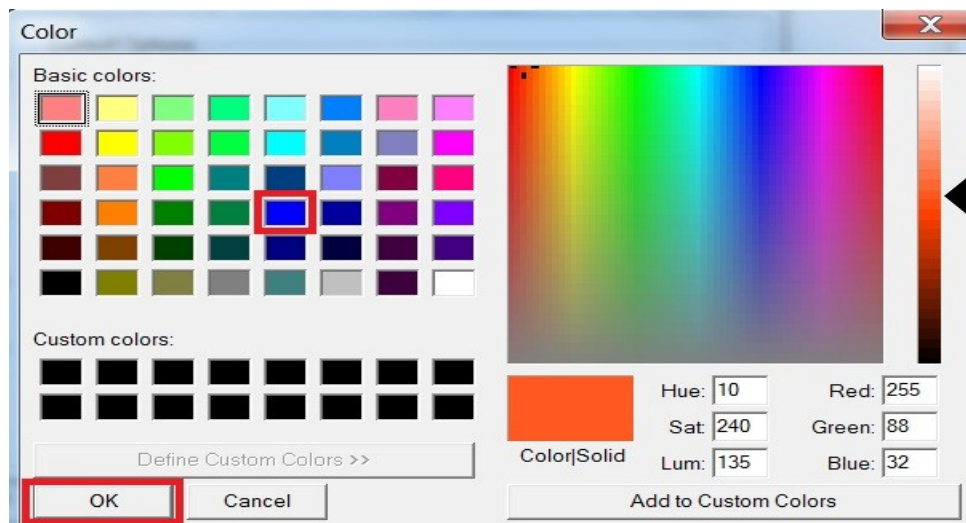 Color
X
Basic colors:
Custom colors:
Define Custom Colors >>
OK Cancel
Color|Solid
Hue: 10 Red: 255
Sat: 240 Green: 88
Lum: 135 Blue: 32
Add to Custom Colors